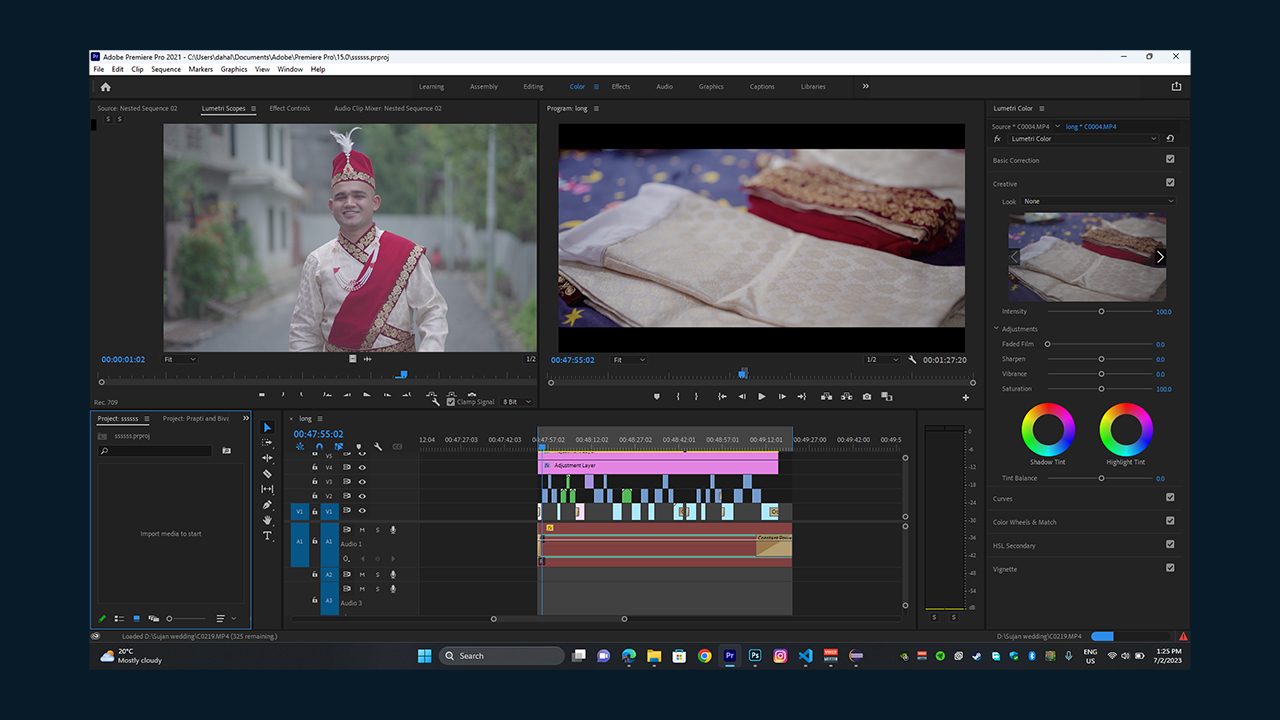 Adobe Premiere Pro 2021 - C:\Users\dahal\Documents\Adobe\Premiere Pro\15.0\ssssss.prproj
File Edit Clip Sequence Markers Graphics View Window Help
Learning Assembly Editing Color Effects Audio Graphics Captions Libraries
Source: Nested Sequence 02 Lumetri Scopes Effect Controls Audio Clip Mixer: Nested Sequence 02
S S
00:00:01:02 Fit 1/2
Rec. 709 Clamp Signal 8 Bit
Program: long
00:47:55:02 Fit 1/2 00:01:27:20
Lumetri Color
Source * C0004.MP4 long * C0004.MP4
fx Lumetri Color
Basic Correction
Creative
Look None
Intensity 100.0
Adjustments
Faded Film 0.0
Sharpen 0.0
Vibrance 0.0
Saturation 100.0
Shadow Tint Highlight Tint
Tint Balance 0.0
Curves
Color Wheels & Match
HSL Secondary
Vignette
Project: ssssss Project: Prapti and Bivi
ssssss.prproj
Import media to start
× long
00:47:55:02
12:04 00:47:27:03 00:47:42:03 00:47:57:02 00:48:12:02 00:48:27:02 00:48:42:01 00:48:57:01 00:49:12:01 00:49:27:00 00:49:42:00 00:49:5
V5
V4 fx Adjustment Layer
V3
V2
V1 V1
A1 A1 M S
Audio 1
Constant Powe
A2 M S
A3 M S
Audio 3
0
-6
-12
-18
-24
-30
-36
-42
-48
-54
dB
S S
Loaded D:\Sujan wedding\C0219.MP4 (325 remaining.) D:\Sujan wedding\C0219.MP4
20°C
Mostly cloudy
Search
Pr
Ps
ENG
US
1:25 PM
7/2/2023